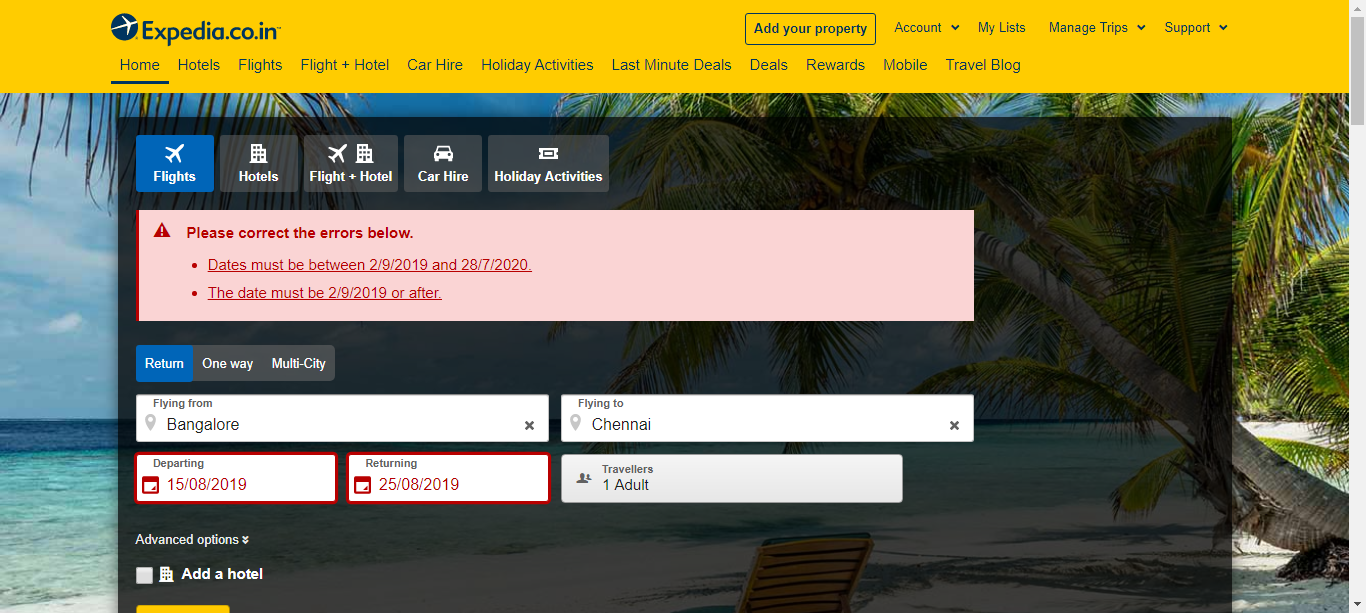 Expedia.co.in
Add your property
Account
My Lists
Manage Trips
Support
Home Hotels Flights Flight + Hotel Car Hire Holiday Activities Last Minute Deals Deals Rewards Mobile Travel Blog
Flights Hotels Flight + Hotel Car Hire Holiday Activities
Please correct the errors below.
Dates must be between 2/9/2019 and 28/7/2020.
The date must be 2/9/2019 or after.
Return One way Multi-City
Flying from
Bangalore
Flying to
Chennai
Departing
15/08/2019
Returning
25/08/2019
Travellers
1 Adult
Advanced options
Add a hotel